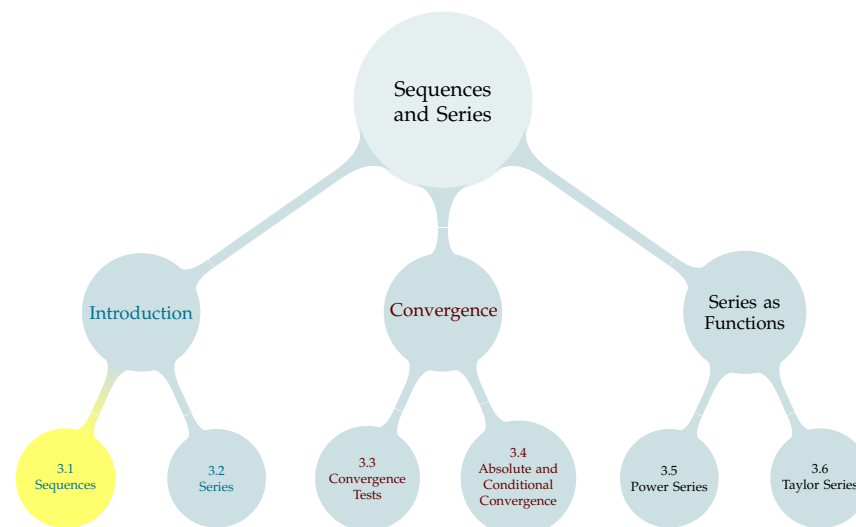 Sequences
and Series
Introduction
Convergence
Series as
Functions
3.1
Sequences
3.2
Series
3.3
Convergence
Tests
3.4
Absolute and
Conditional
Convergence
3.5
Power Series
3.6
Taylor Series